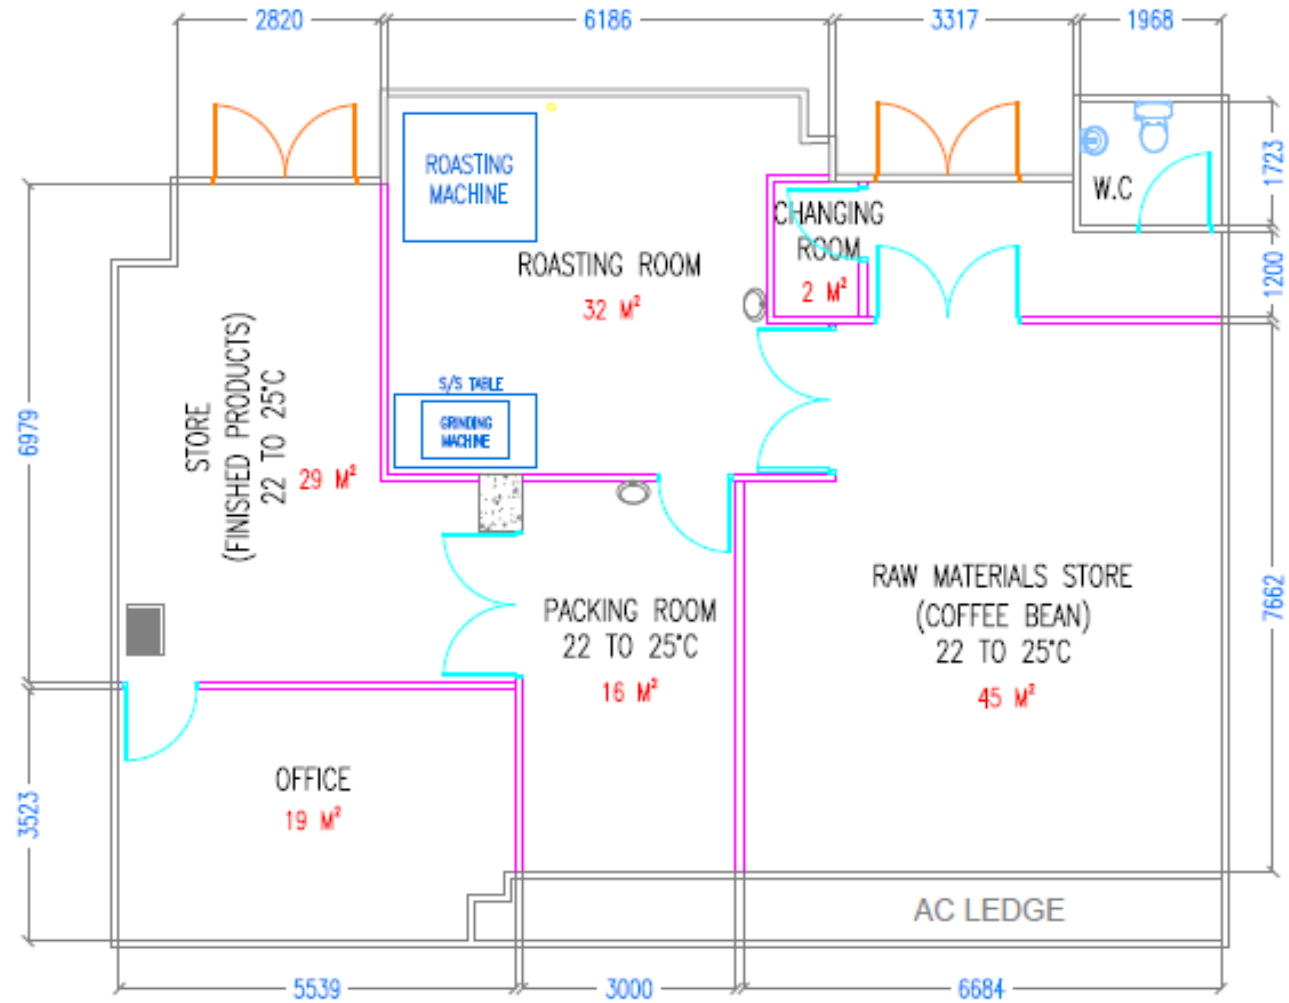 2820
6186
3317
1968
ROASTING
MACHINE
W.C
1723
CHANGING
ROOM
2 M²
ROASTING ROOM
32 M²
1200
S/S TABLE
GRINDING
MACHINE
STORE
(FINISHED PRODUCTS)
22 TO 25°C
29 M²
6979
PACKING ROOM
22 TO 25°C
16 M²
RAW MATERIALS STORE
(COFFEE BEAN)
22 TO 25°C
45 M²
7662
OFFICE
19 M²
3523
AC LEDGE
5539
3000
6684